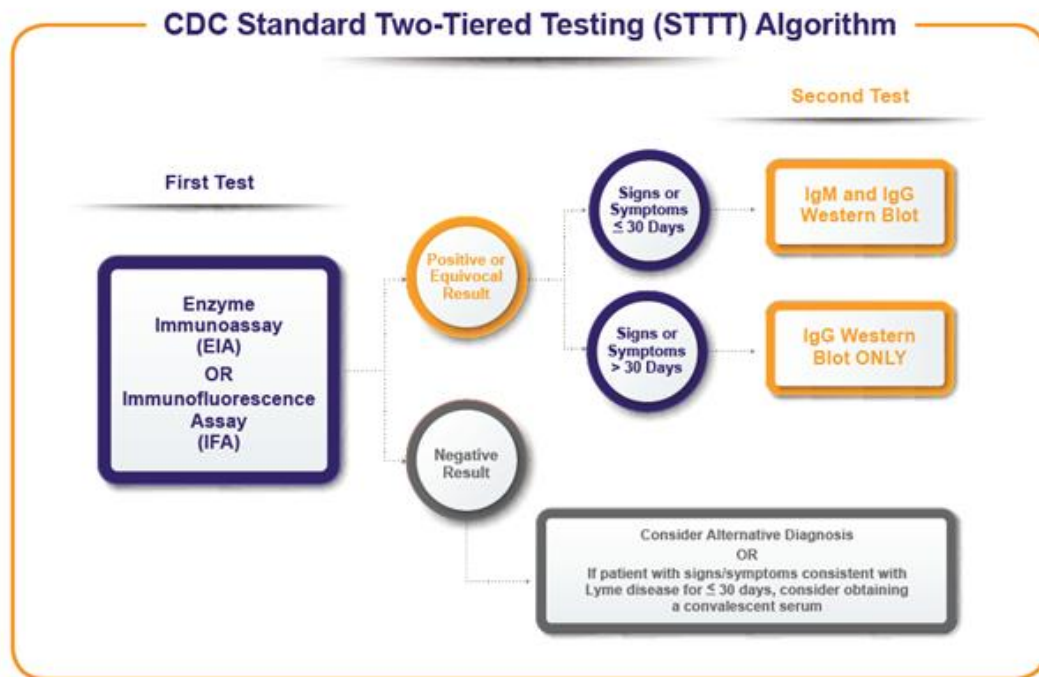 CDC Standard Two-Tiered Testing (STTT) Algorithm
First Test
Enzyme
Immunoassay
(EIA)
OR
Immunofluorescence
Assay
(IFA)
Positive or
Equivocal
Result
Signs or
Symptoms
≤ 30 Days
Signs or
Symptoms
> 30 Days
Second Test
IgM and IgG
Western Blot
IgG Western
Blot ONLY
Negative
Result
Consider Alternative Diagnosis
OR
If patient with signs/symptoms consistent with
Lyme disease for ≤ 30 days, consider obtaining
a convalescent serum